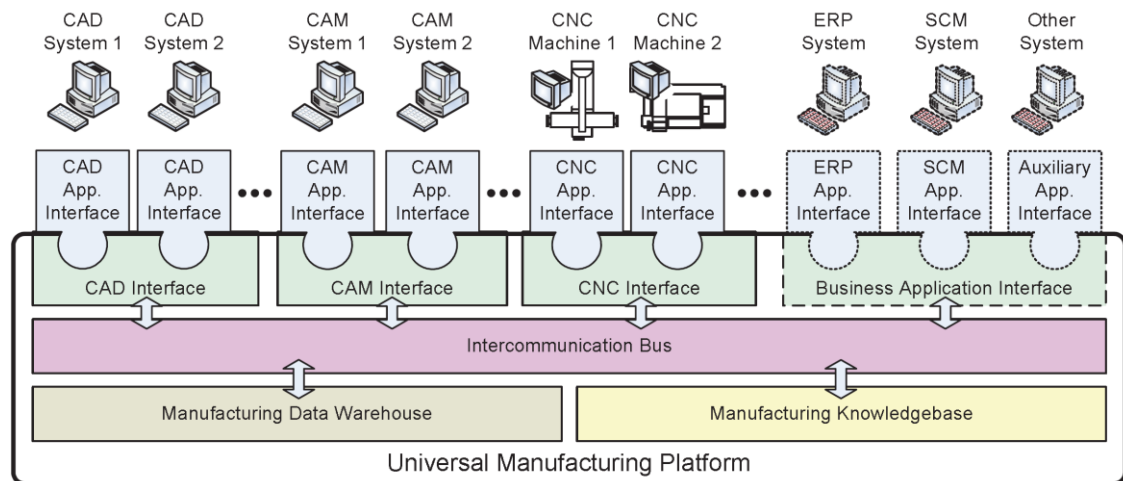 CAD
System 1
CAD
System 2
CAM
System 1
CAM
System 2
CNC
Machine 1
CNC
Machine 2
ERP
System
SCM
System
Other
System
CAD
App.
Interface
CAD
App.
Interface
CAM
App.
Interface
CAM
App.
Interface
CNC
App.
Interface
CNC
App.
Interface
ERP
App.
Interface
SCM
App.
Interface
Auxiliary
App.
Interface
CAD Interface
CAM Interface
CNC Interface
Business Application Interface
Intercommunication Bus
Manufacturing Data Warehouse
Manufacturing Knowledgebase
Universal Manufacturing Platform